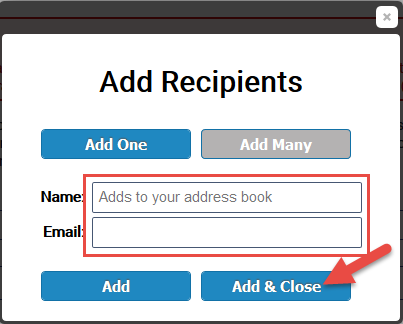 Add Recipients
Add One Add Many
Name: Adds to your address book
Email:
Add Add & Close